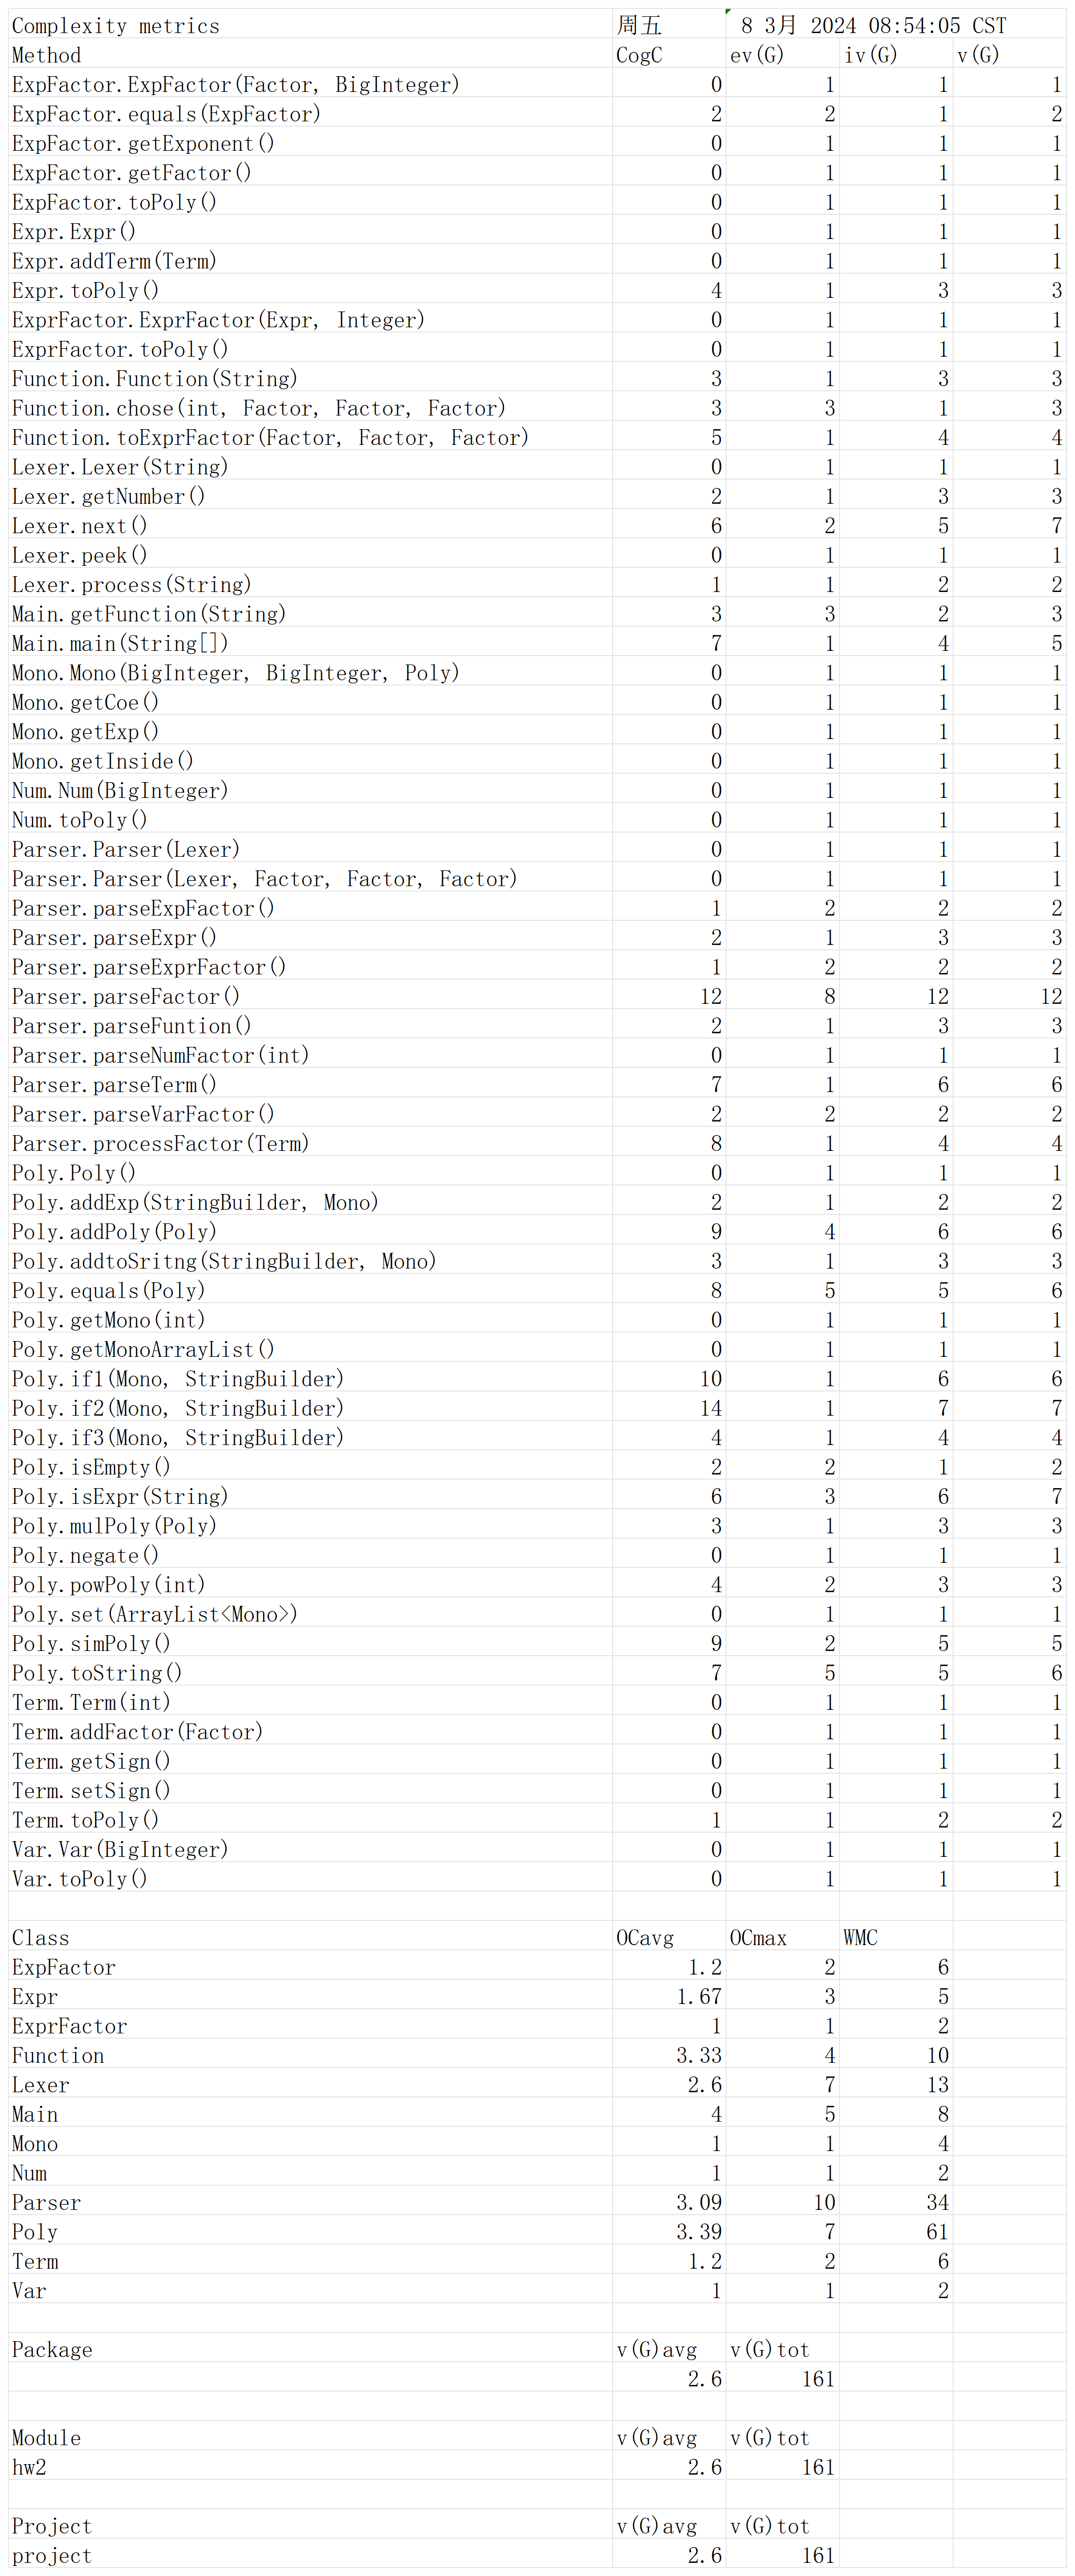 Complexity metrics 周五 8 3月 2024 08:54:05 CST
Method CogC ev(G) iv(G) v(G)
ExpFactor.ExpFactor(Factor, BigInteger) 0 1 1 1
ExpFactor.equals(ExpFactor) 2 2 1 2
ExpFactor.getExponent() 0 1 1 1
ExpFactor.getFactor() 0 1 1 1
ExpFactor.toPoly() 0 1 1 1
Expr.Expr() 0 1 1 1
Expr.addTerm(Term) 0 1 1 1
Expr.toPoly() 4 1 3 3
ExprFactor.ExprFactor(Expr, Integer) 0 1 1 1
ExprFactor.toPoly() 0 1 1 1
Function.Function(String) 3 1 3 3
Function.chose(int, Factor, Factor, Factor) 3 3 1 3
Function.toExprFactor(Factor, Factor, Factor) 5 1 4 4
Lexer.Lexer(String) 0 1 1 1
Lexer.getNumber() 2 1 3 3
Lexer.next() 6 2 5 7
Lexer.peek() 0 1 1 1
Lexer.process(String) 1 1 2 2
Main.getFunction(String) 3 3 2 3
Main.main(String[]) 7 1 4 5
Mono.Mono(BigInteger, BigInteger, Poly) 0 1 1 1
Mono.getCoe() 0 1 1 1
Mono.getExp() 0 1 1 1
Mono.getInside() 0 1 1 1
Num.Num(BigInteger) 0 1 1 1
Num.toPoly() 0 1 1 1
Parser.Parser(Lexer) 0 1 1 1
Parser.Parser(Lexer, Factor, Factor, Factor) 0 1 1 1
Parser.parseExpFactor() 1 2 2 2
Parser.parseExpr() 2 1 3 3
Parser.parseExprFactor() 1 2 2 2
Parser.parseFactor() 12 8 12 12
Parser.parseFuntion() 2 1 3 3
Parser.parseNumFactor(int) 0 1 1 1
Parser.parseTerm() 7 1 6 6
Parser.parseVarFactor() 2 2 2 2
Parser.processFactor(Term) 8 1 4 4
Poly.Poly() 0 1 1 1
Poly.addExp(StringBuilder, Mono) 2 1 2 2
Poly.addPoly(Poly) 9 4 6 6
Poly.addtoSritng(StringBuilder, Mono) 3 1 3 3
Poly.equals(Poly) 8 5 5 6
Poly.getMono(int) 0 1 1 1
Poly.getMonoArrayList() 0 1 1 1
Poly.if1(Mono, StringBuilder) 10 1 6 6
Poly.if2(Mono, StringBuilder) 14 1 7 7
Poly.if3(Mono, StringBuilder) 4 1 4 4
Poly.isEmpty() 2 2 1 2
Poly.isExpr(String) 6 3 6 7
Poly.mulPoly(Poly) 3 1 3 3
Poly.negate() 0 1 1 1
Poly.powPoly(int) 4 2 3 3
Poly.set(ArrayList<Mono>) 0 1 1 1
Poly.simPoly() 9 2 5 5
Poly.toString() 7 5 5 6
Term.Term(int) 0 1 1 1
Term.addFactor(Factor) 0 1 1 1
Term.getSign() 0 1 1 1
Term.setSign() 0 1 1 1
Term.toPoly() 1 1 2 2
Var.Var(BigInteger) 0 1 1 1
Var.toPoly() 0 1 1 1
Class OCavg OCmax WMC
ExpFactor 1.2 2 6
Expr 1.67 3 5
ExprFactor 1 1 2
Function 3.33 4 10
Lexer 2.6 7 13
Main 4 5 8
Mono 1 1 4
Num 1 1 2
Parser 3.09 10 34
Poly 3.39 7 61
Term 1.2 2 6
Var 1 1 2
Package v(G)avg v(G)tot
2.6 161
Module v(G)avg v(G)tot
hw2 2.6 161
Project v(G)avg v(G)tot
project 2.6 161